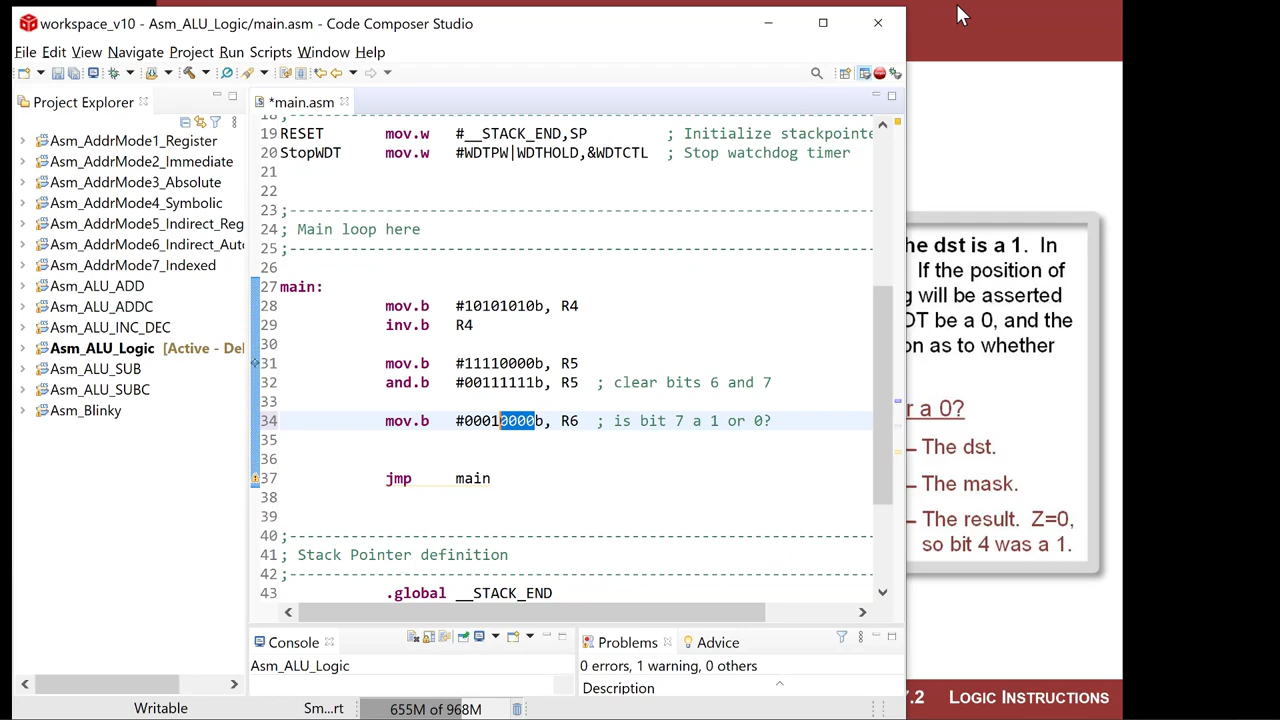 workspace_v10 - Asm_ALU_Logic/main.asm - Code Composer Studio
File Edit View Navigate Project Run Scripts Window Help
Project Explorer
Asm_AddrMode1_Register
Asm_AddrMode2_Immediate
Asm_AddrMode3_Absolute
Asm_AddrMode4_Symbolic
Asm_AddrMode5_Indirect_Reg
Asm_AddrMode6_Indirect_Auto
Asm_AddrMode7_Indexed
Asm_ALU_ADD
Asm_ALU_ADDC
Asm_ALU_INC_DEC
Asm_ALU_Logic [Active - De
Asm_ALU_SUB
Asm_ALU_SUBC
Asm_Blinky
*main.asm
18 ;
19 RESET mov.w #__STACK_END,SP ; Initialize stackpointe
20 StopWDT mov.w #WDTPW|WDTHOLD,&WDTCTL ; Stop watchdog timer
21
22
23 ;-------------------------------------------------------------------
24 ; Main loop here
25 ;-------------------------------------------------------------------
26
27 main:
28 mov.b #10101010b, R4
29 inv.b R4
30
31 mov.b #11110000b, R5
32 and.b #00111111b, R5 ; clear bits 6 and 7
33
34 mov.b #00010000b, R6 ; is bit 7 a 1 or 0?
35
36
37 jmp main
38
39
40 ;-------------------------------------------------------------------
41 ; Stack Pointer definition
42 ;-------------------------------------------------------------------
43 .global __STACK_END
Console
Asm_ALU_Logic
Problems Advice
0 errors, 1 warning, 0 others
Description
Writable Sm...rt 655M of 968M
he dst is a 1. In
If the position of
g will be asserted
OT be a 0, and the
on as to whether
r a 0?
– The dst.
– The mask.
– The result. Z=0,
so bit 4 was a 1.
7.2 LOGIC INSTRUCTIONS